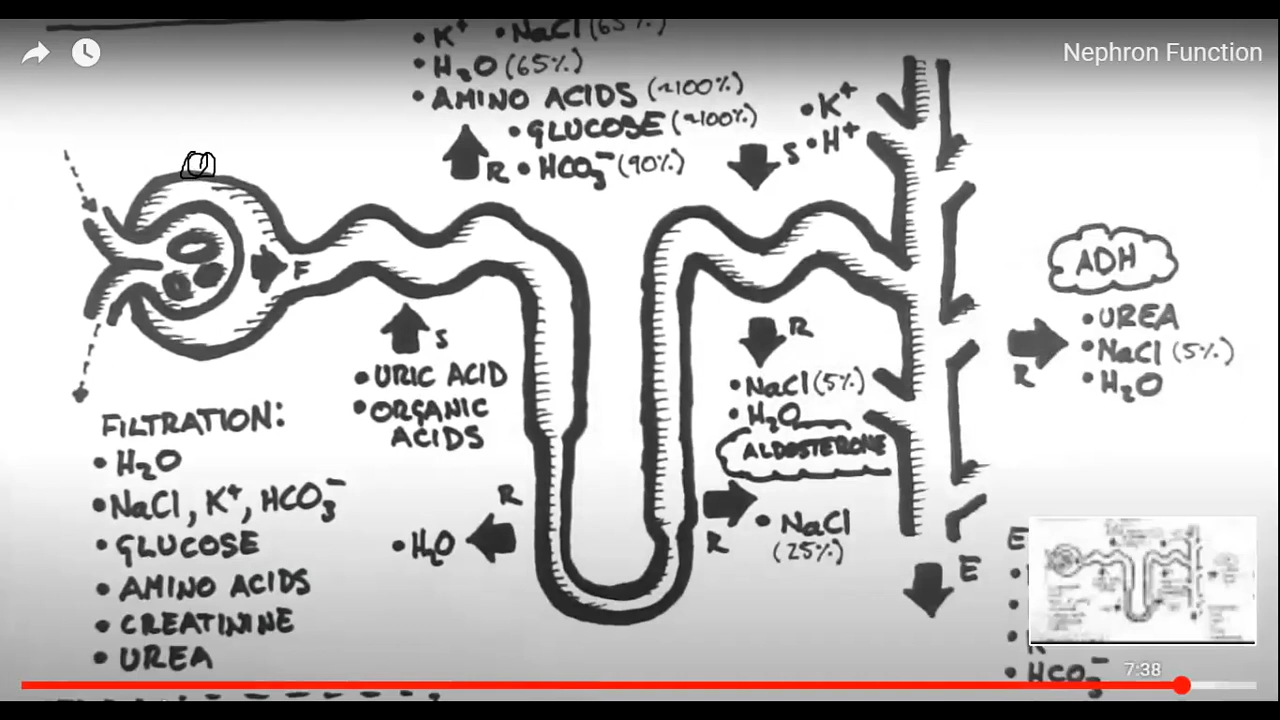 Nephron Function
• K⁺ • NaCl (65%)
• H₂O (65%)
• AMINO ACIDS (~100%)
• GLUCOSE (~100%)
R • HCO₃⁻ (90%)
• K⁺
S • H⁺
F
S
• URIC ACID
• ORGANIC
ACIDS
R
• NaCl (5%)
• H₂O
ALDOSTERONE
ADH
• UREA
• NaCl (5%)
• H₂O
R
FILTRATION:
• H₂O
• NaCl, K⁺, HCO₃⁻
• GLUCOSE
• AMINO ACIDS
• CREATININE
• UREA
R
• H₂O
R
• NaCl
(25%)
E
E
• HCO₃⁻
7:38